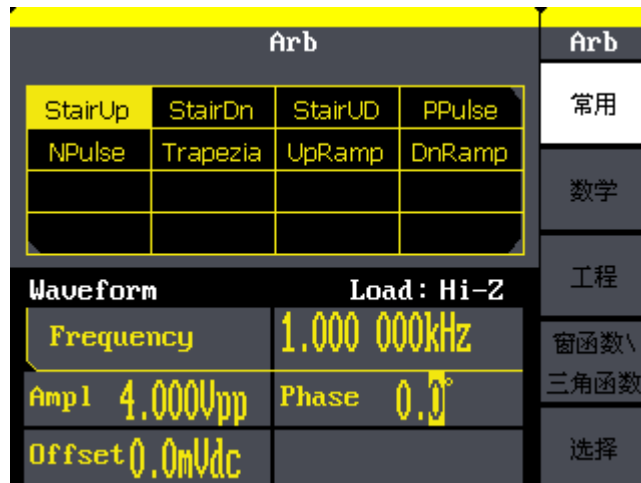 Arb
Arb
StairUp StairDn StairUD PPulse
NPulse Trapezia UpRamp DnRamp
常用
数学
工程
窗函数\
三角函数
选择
Waveform Load: Hi-Z
Frequency 1.000 000kHz
Ampl 4.000Vpp Phase 0.0°
Offset 0.0mVdc